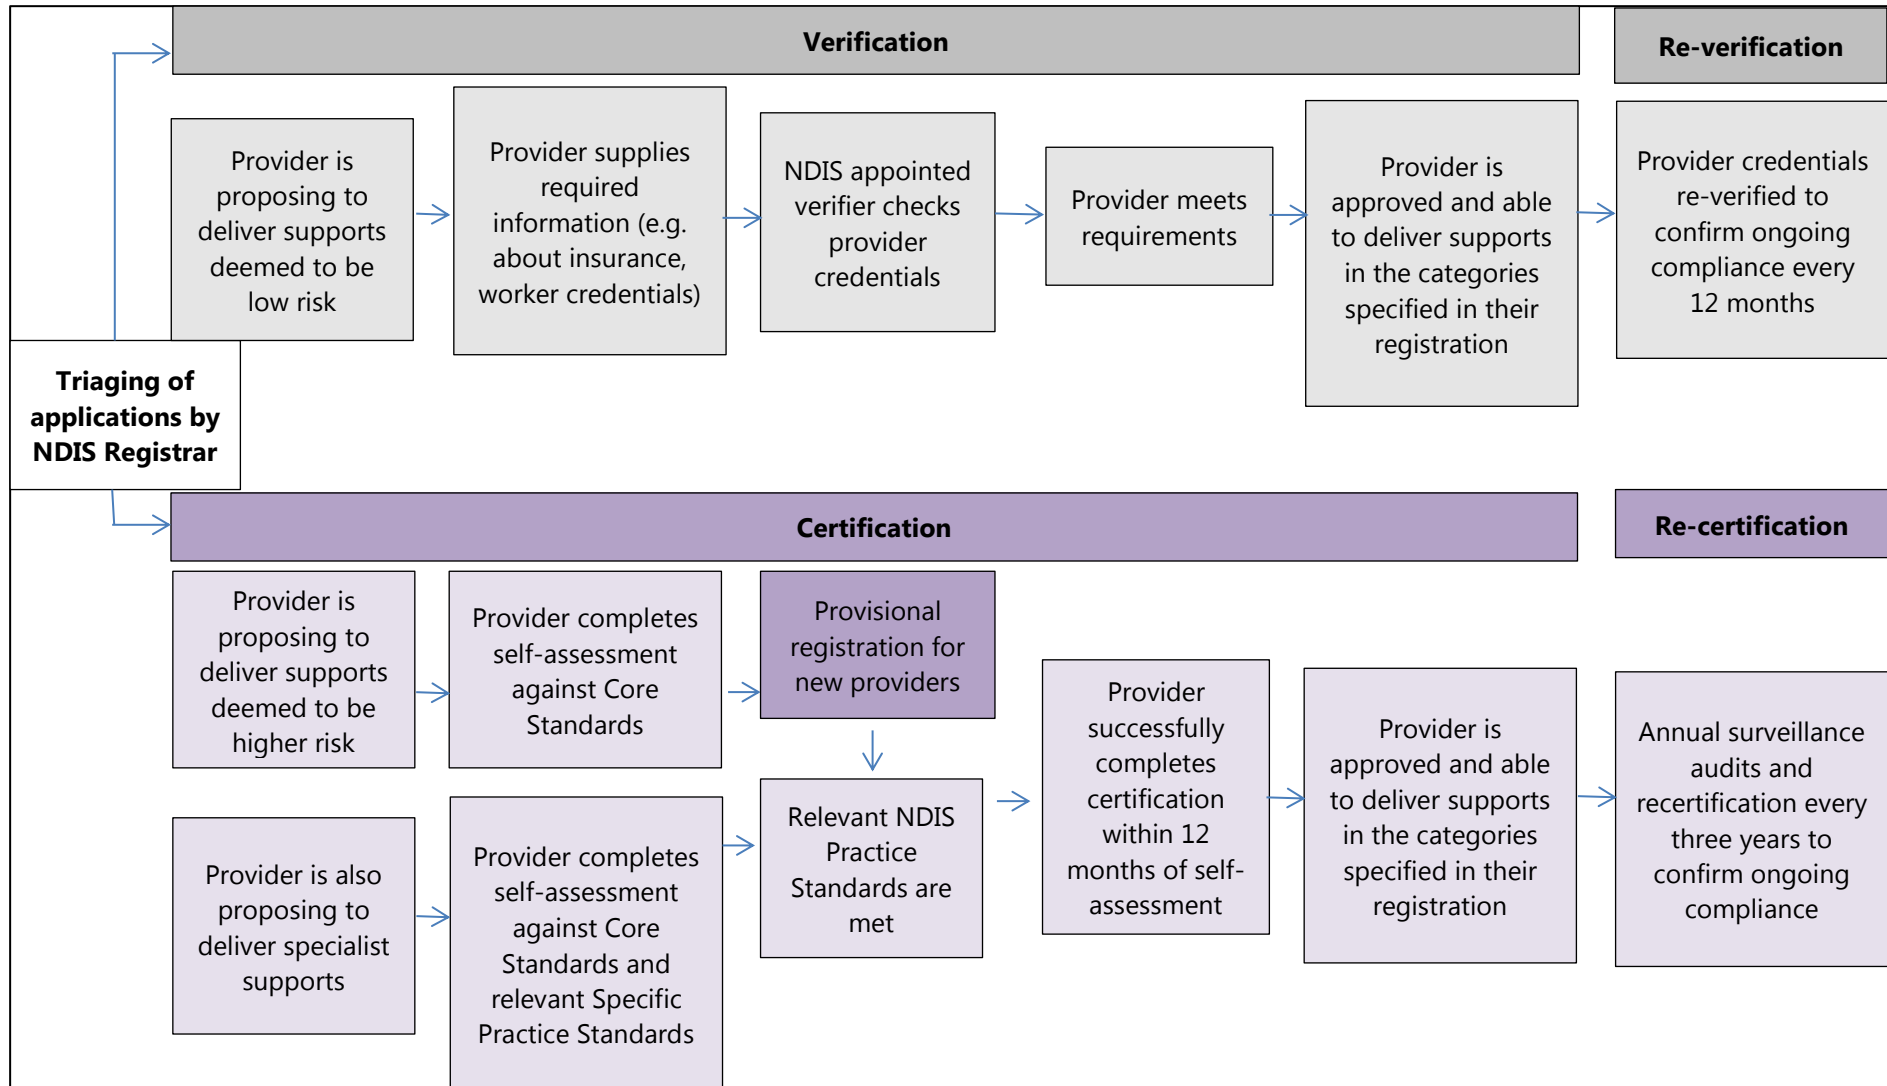 Verification
Re-verification
Provider is
proposing to
deliver supports
deemed to be
low risk
Provider supplies
required
information (e.g.
about insurance,
worker credentials)
NDIS appointed
verifier checks
provider
credentials
Provider meets
requirements
Provider is
approved and able
to deliver supports
in the categories
specified in their
registration
Provider credentials
re-verified to
confirm ongoing
compliance every
12 months
Triaging of
applications by
NDIS Registrar
Certification
Re-certification
Provider is
proposing to
deliver supports
deemed to be
higher risk
Provider completes
self-assessment
against Core
Standards
Provisional
registration for
new providers
Provider is also
proposing to
deliver specialist
supports
Provider completes
self-assessment
against Core
Standards and
relevant Specific
Practice Standards
Relevant NDIS
Practice
Standards are
met
Provider
successfully
completes
certification
within 12
months of self-
assessment
Provider is
approved and able
to deliver supports
in the categories
specified in their
registration
Annual surveillance
audits and
recertification every
three years to
confirm ongoing
compliance